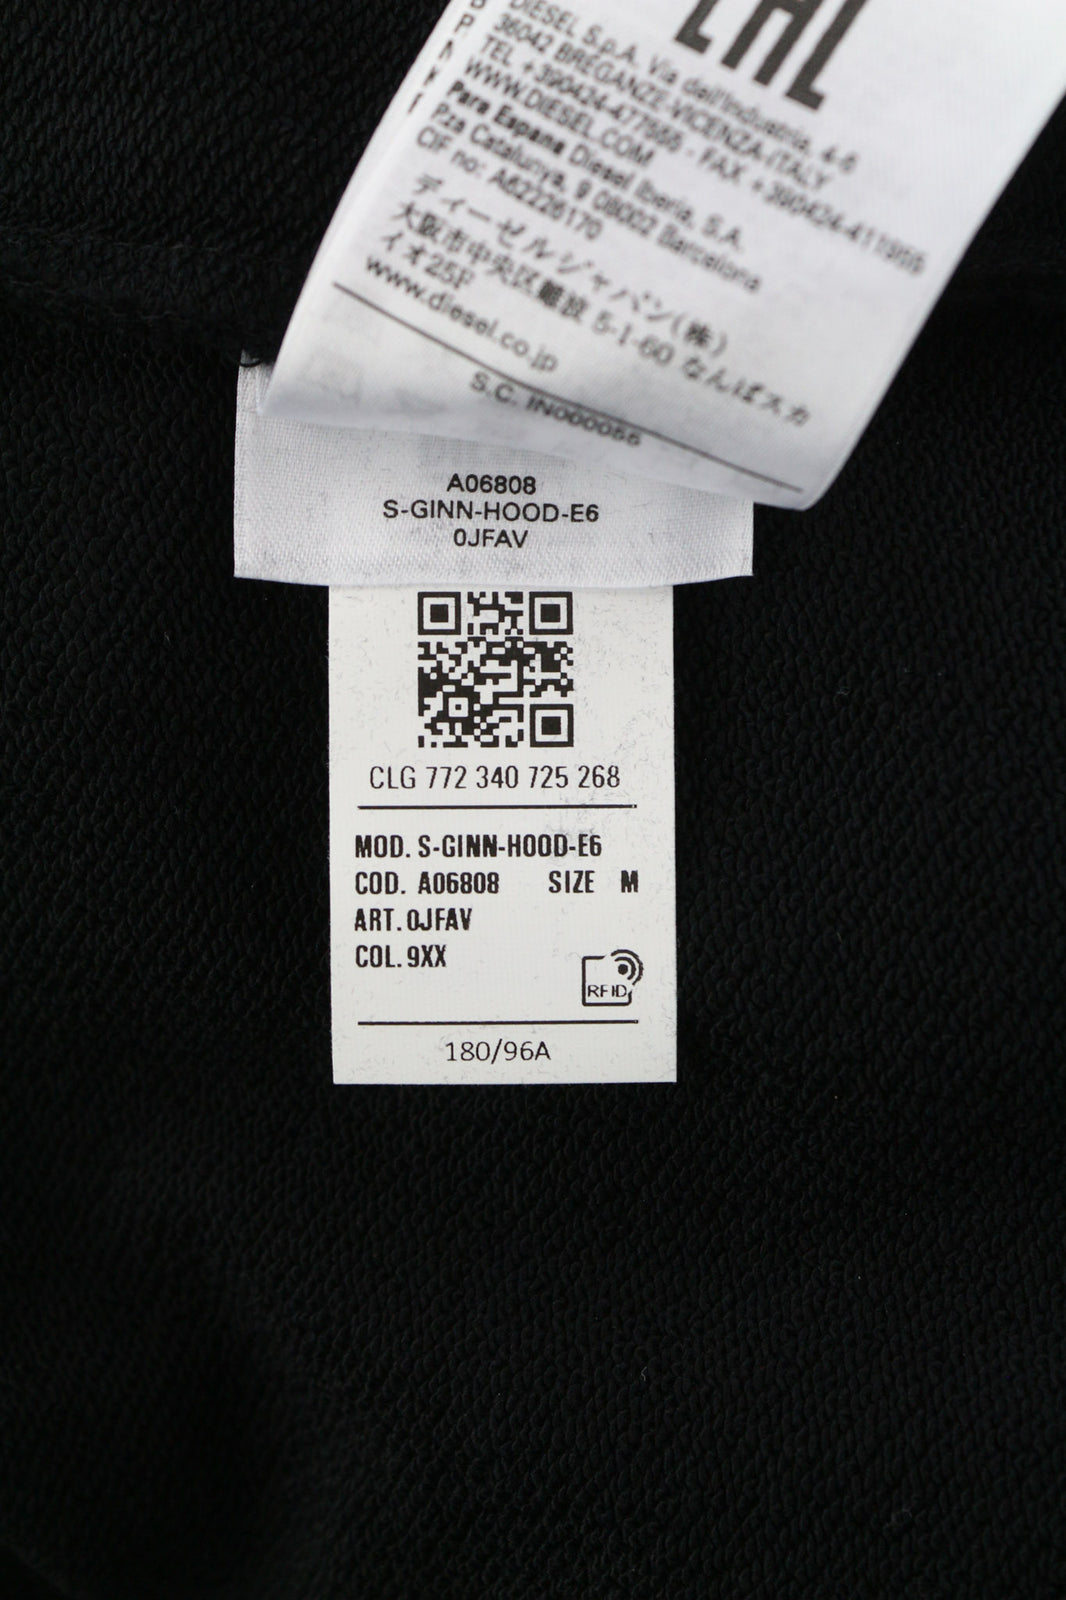 EAC
DIESEL S.p.A. Via dell'Industria, 4-6
36042 BREGANZE-VICENZA-ITALY
TEL +390424-477555 - FAX +390424-411955
WWW.DIESEL.COM
Para Espana Diesel Iberia, S.A.
Pza Catalunya, 9 08002 Barcelona
CIF no: A62226170
ディーゼルジャパン(株)
大阪市中央区難波 5-1-60 なんばスカ
イオ25F
www.diesel.co.jp
S.C. IN000055
A06808
S-GINN-HOOD-E6
0JFAV
CLG 772 340 725 268
MOD. S-GINN-HOOD-E6
COD. A06808 SIZE M
ART. 0JFAV
COL. 9XX
RFID
180/96A